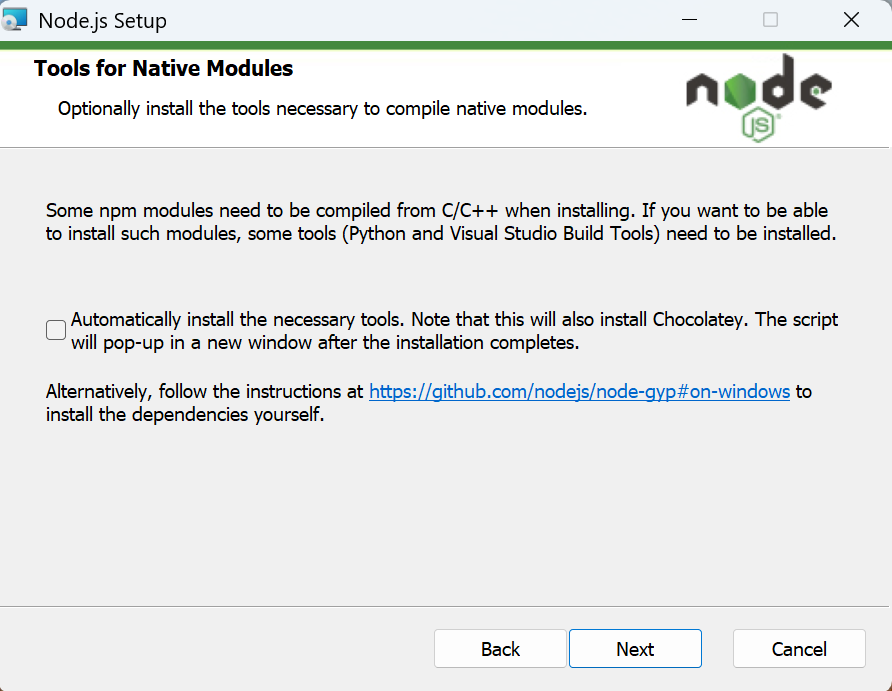 Node.js Setup
Tools for Native Modules
Optionally install the tools necessary to compile native modules.
node
JS
Some npm modules need to be compiled from C/C++ when installing. If you want to be able
to install such modules, some tools (Python and Visual Studio Build Tools) need to be installed.
Automatically install the necessary tools. Note that this will also install Chocolatey. The script
will pop-up in a new window after the installation completes.
Alternatively, follow the instructions at https://github.com/nodejs/node-gyp#on-windows to
install the dependencies yourself.
Back
Next
Cancel